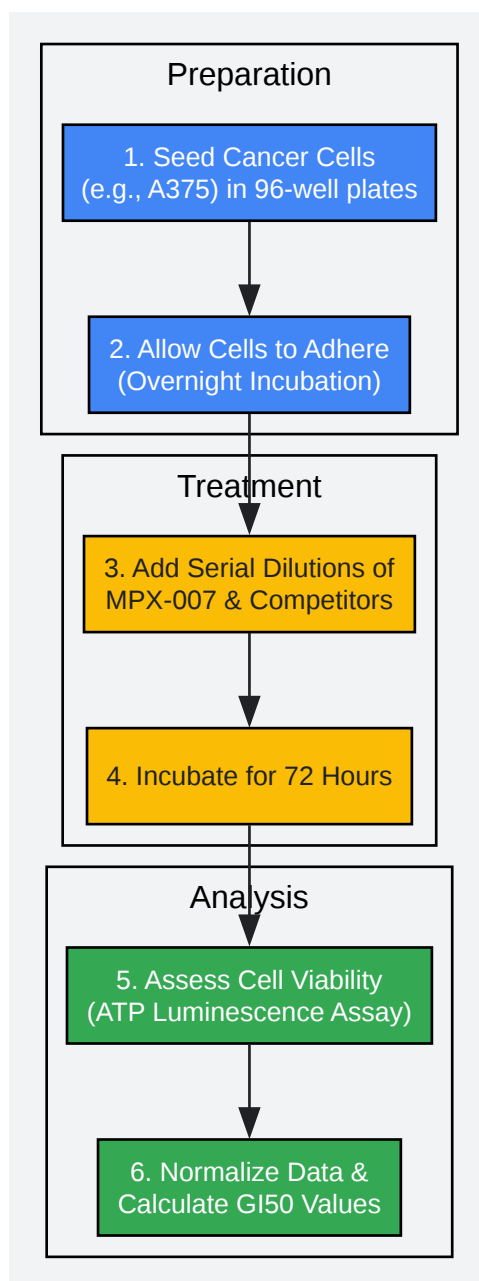 Preparation
1. Seed Cancer Cells
(e.g., A375) in 96-well plates
2. Allow Cells to Adhere
(Overnight Incubation)
Treatment
3. Add Serial Dilutions of
MPX-007 & Competitors
4. Incubate for 72 Hours
Analysis
5. Assess Cell Viability
(ATP Luminescence Assay)
6. Normalize Data &
Calculate GI50 Values